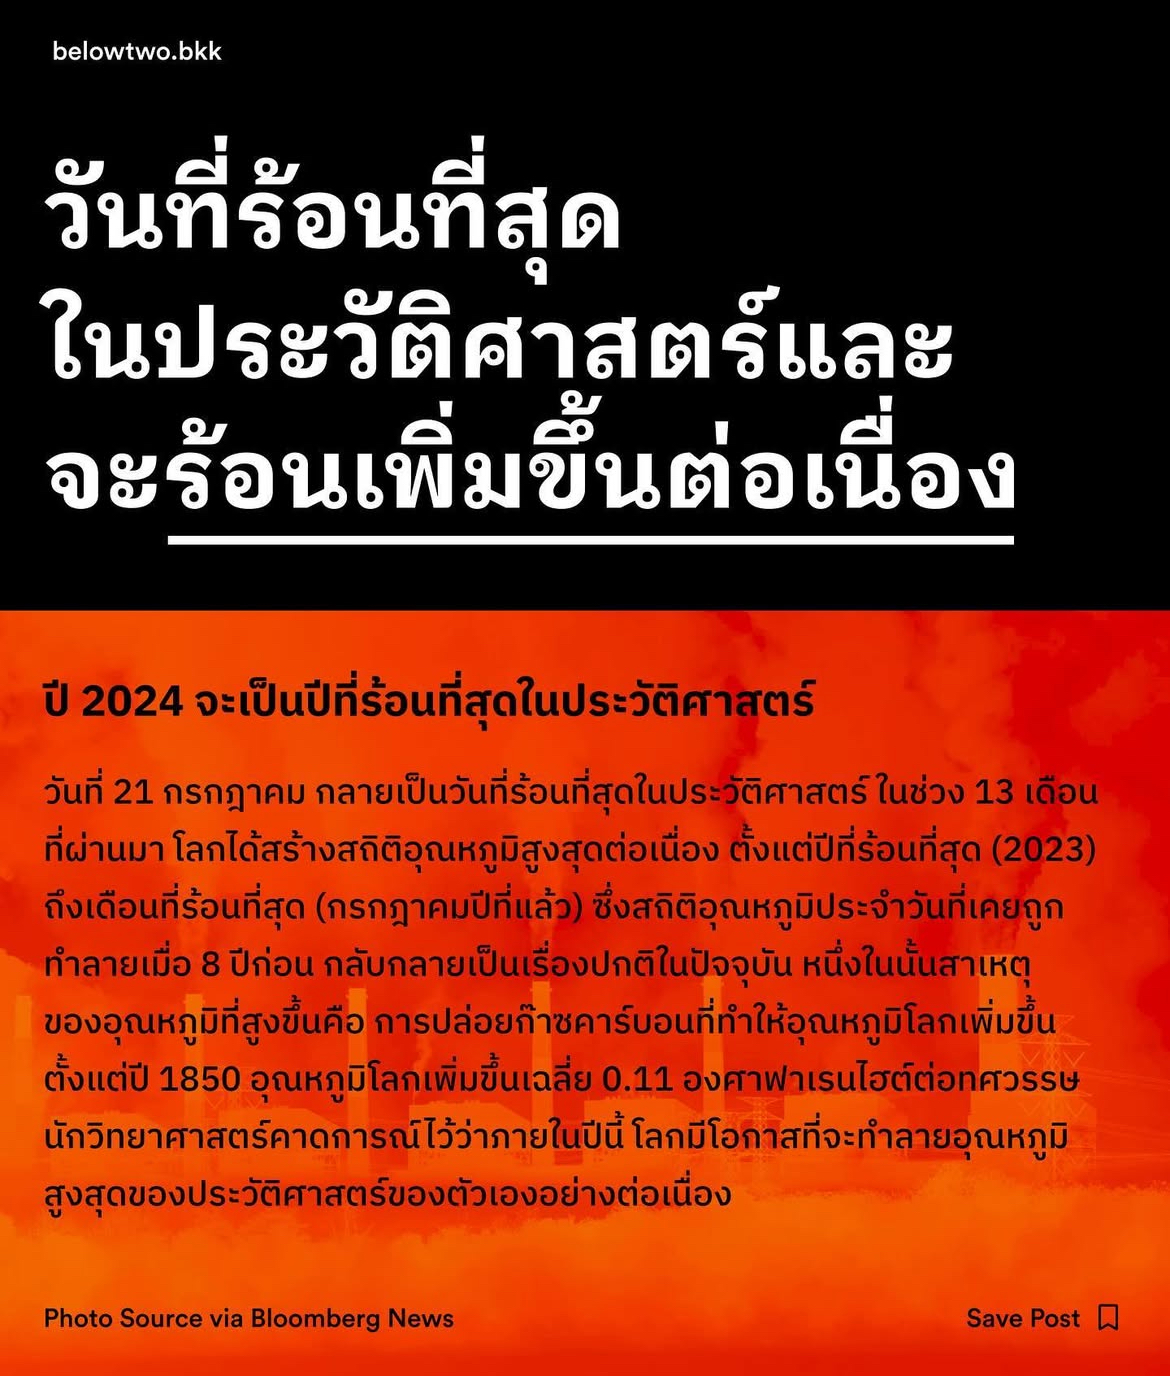 belowtwo.bkk
วันที่ร้อนที่สุด
ในประวัติศาสตร์และ
จะร้อนเพิ่มขึ้นต่อเนื่อง
ปี 2024 จะเป็นปีที่ร้อนที่สุดในประวัติศาสตร์
วันที่ 21 กรกฎาคม กลายเป็นวันที่ร้อนที่สุดในประวัติศาสตร์ ในช่วง 13 เดือน
ที่ผ่านมา โลกได้สร้างสถิติอุณหภูมิสูงสุดต่อเนื่อง ตั้งแต่ปีที่ร้อนที่สุด (2023)
ถึงเดือนที่ร้อนที่สุด (กรกฎาคมปีที่แล้ว) ซึ่งสถิติอุณหภูมิประจำวันที่เคยถูก
ทำลายเมื่อ 8 ปีก่อน กลับกลายเป็นเรื่องปกติในปัจจุบัน หนึ่งในนั้นสาเหตุ
ของอุณหภูมิที่สูงขึ้นคือ การปล่อยก๊าซคาร์บอนที่ทำให้อุณหภูมิโลกเพิ่มขึ้น
ตั้งแต่ปี 1850 อุณหภูมิโลกเพิ่มขึ้นเฉลี่ย 0.11 องศาฟาเรนไฮต์ต่อทศวรรษ
นักวิทยาศาสตร์คาดการณ์ไว้ว่าภายในปีนี้ โลกมีโอกาสที่จะทำลายอุณหภูมิ
สูงสุดของประวัติศาสตร์ของตัวเองอย่างต่อเนื่อง
Photo Source via Bloomberg News
Save Post